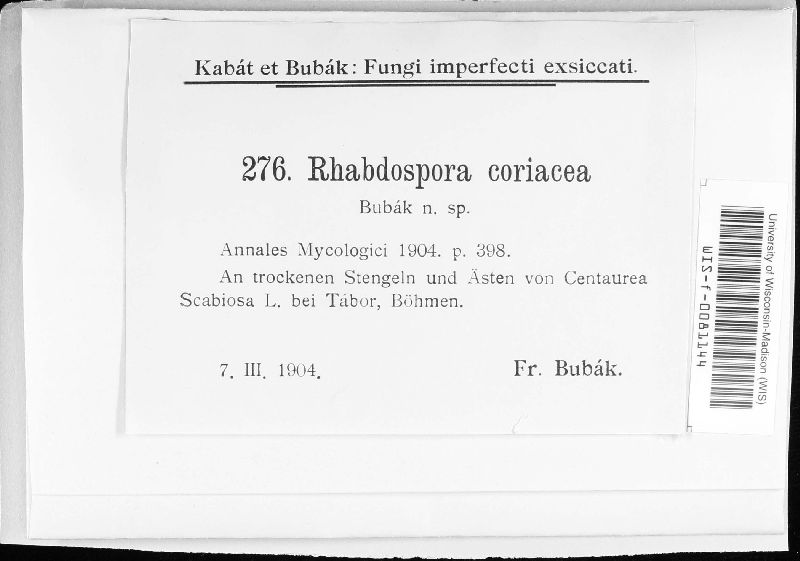 Kabát et Bubák: Fungi imperfecti exsiccati.
276. Rhabdospora coriacea
Bubák n. sp.
Annales Mycologici 1904. p. 398.
An trockenen Stengeln und Ästen von Centaurea
Scabiosa L. bei Tábor, Böhmen.
7. III. 1904.
Fr. Bubák.
University of Wisconsin-Madison (WIS)
WIS-f-0081144